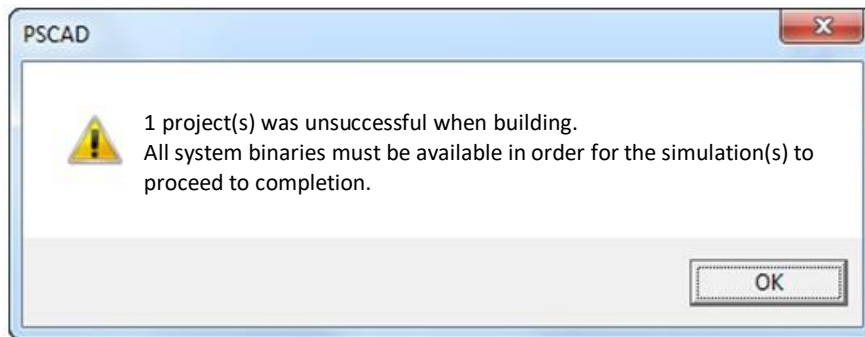 PSCAD
1 project(s) was unsuccessful when building.
All system binaries must be available in order for the simulation(s) to
proceed to completion.
OK